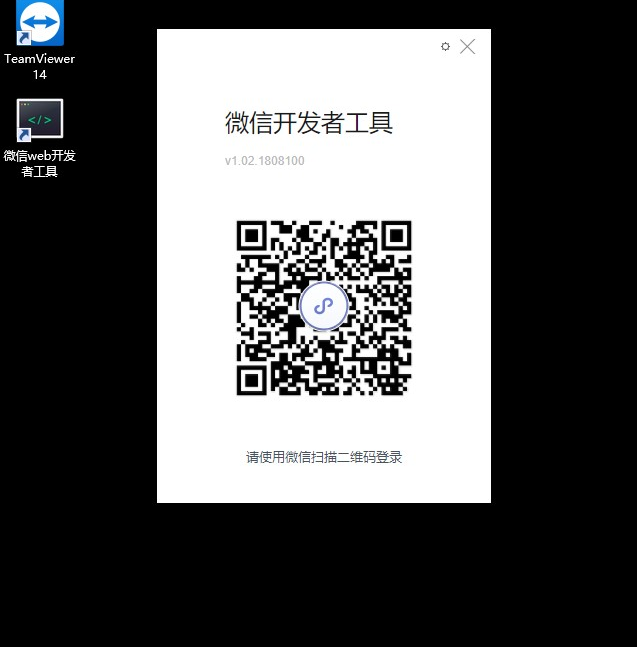 TeamViewer
14
</>
微信web开发
者工具
微信开发者工具
v1.02.1808100
请使用微信扫描二维码登录